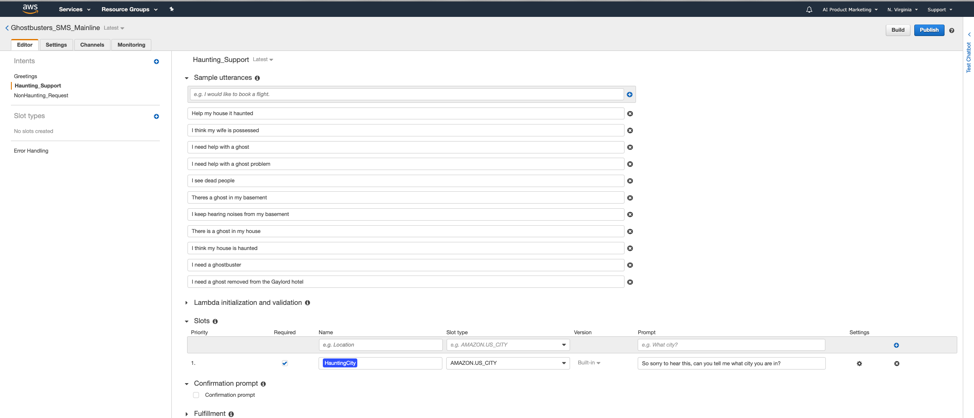 aws Services Resource Groups AI Product Marketing N. Virginia Support
Ghostbusters_SMS_Mainline Latest Build Publish
Editor Settings Channels Monitoring
Test Chatbot
Intents
Greetings
Haunting_Support
NonHaunting_Request
Slot types
No slots created
Error Handling
Haunting_Support Latest
Sample utterances
e.g. I would like to book a flight.
Help my house it haunted
I think my wife is possessed
I need help with a ghost
I need help with a ghost problem
I see dead people
Theres a ghost in my basement
I keep hearing noises from my basement
There is a ghost in my house
I think my house is haunted
I need a ghostbuster
I need a ghost removed from the Gaylord hotel
Lambda initialization and validation
Slots
Priority Required Name Slot type Version Prompt Settings
e.g. Location e.g. AMAZON.US_CITY e.g. What city?
1. HauntingCity AMAZON.US_CITY Built-in So sorry to hear this, can you tell me what city you are in?
Confirmation prompt
Confirmation prompt
Fulfillment